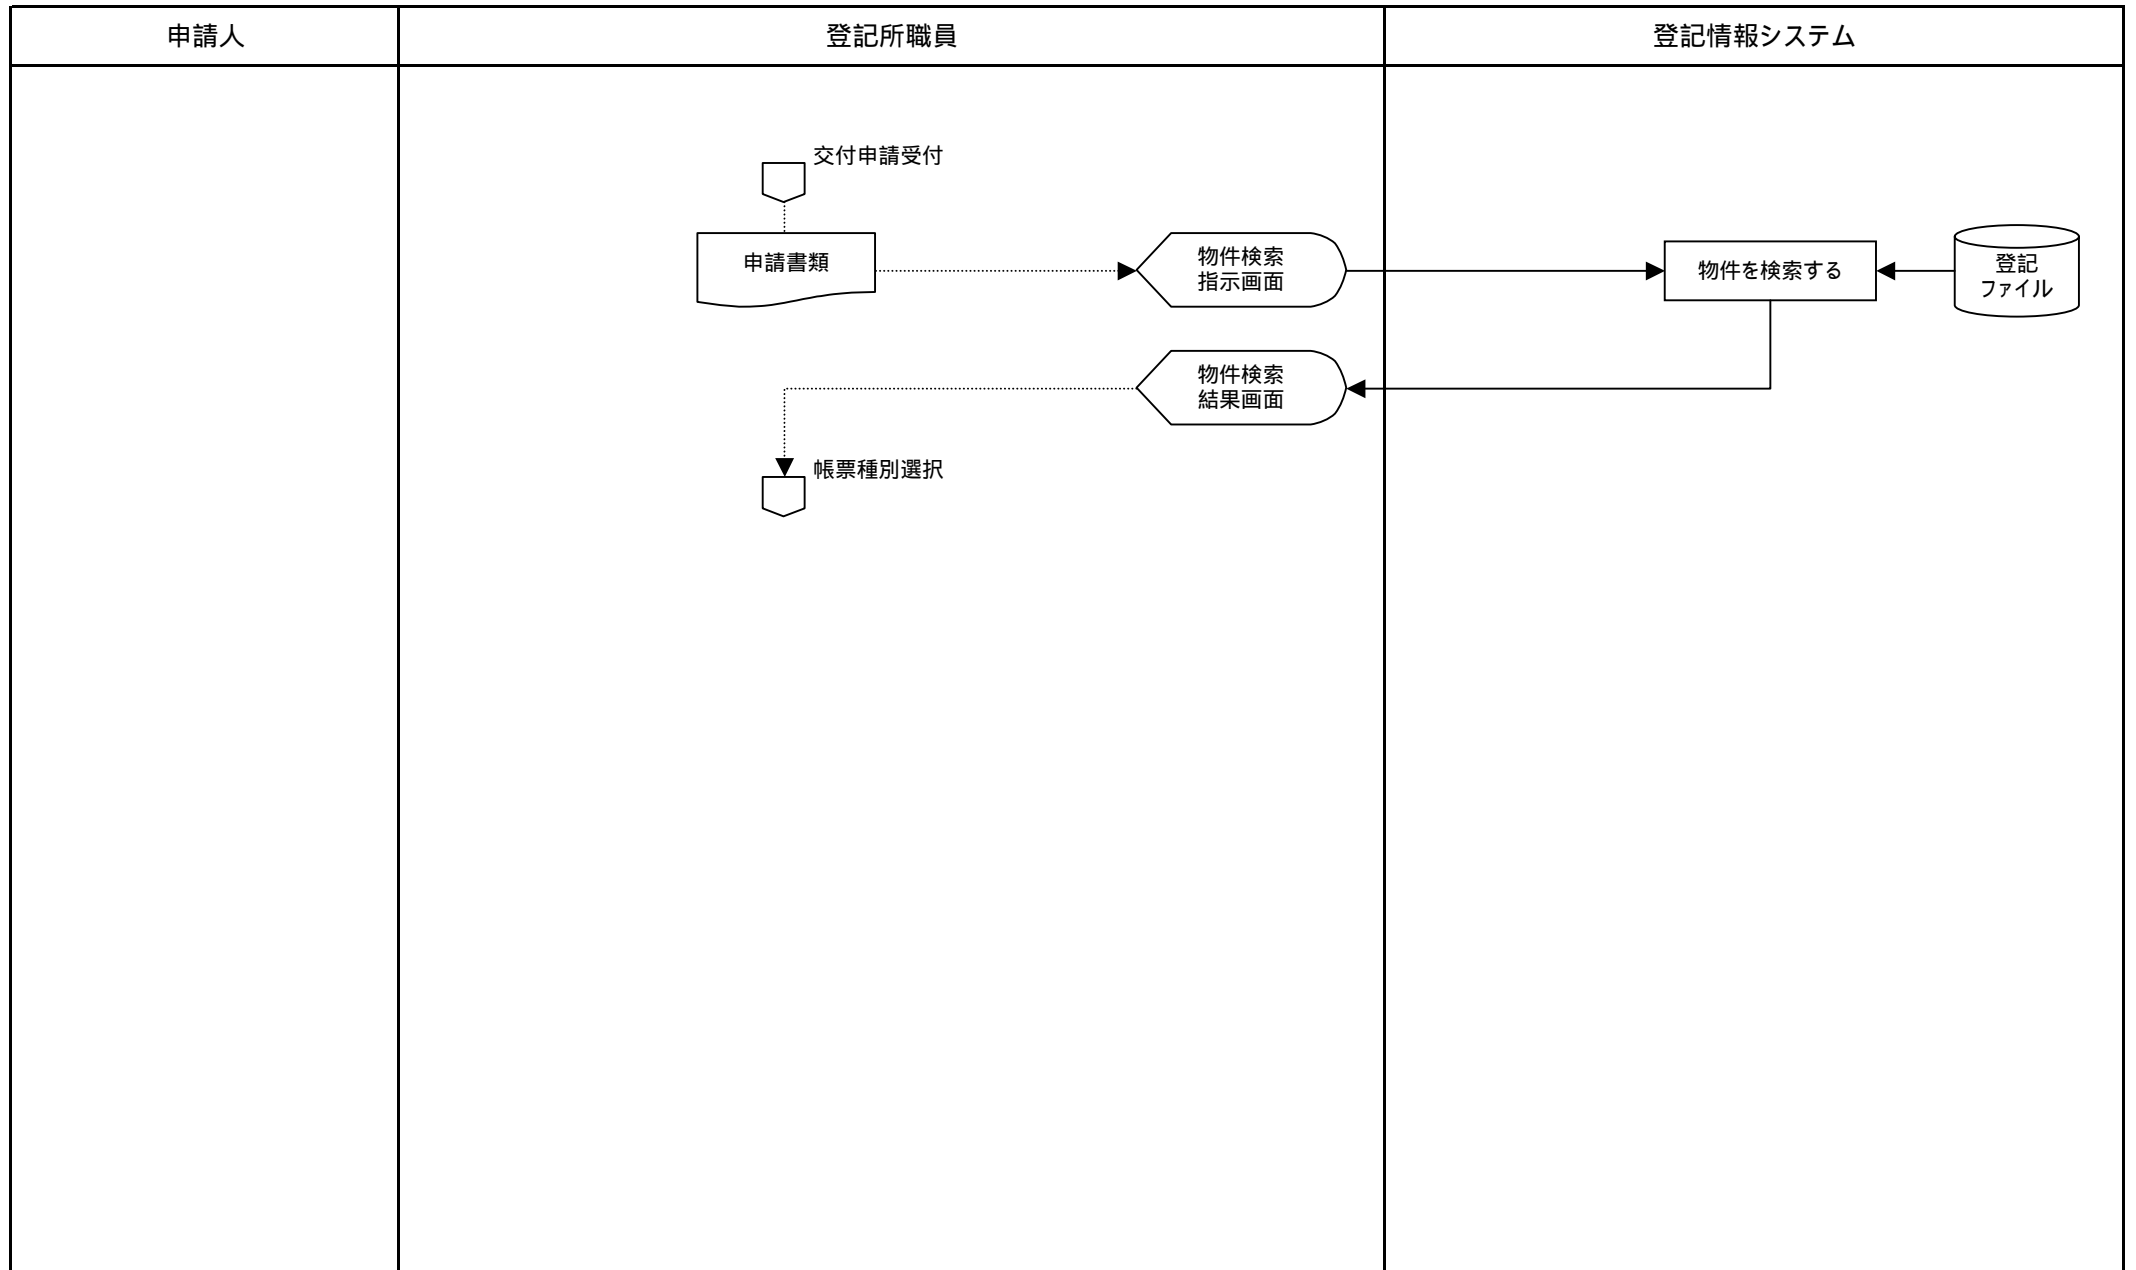 申請人
登記所職員
登記情報システム
交付申請受付
申請書類
物件検索
指示画面
物件を検索する
登記
ファイル
物件検索
結果画面
帳票種別選択